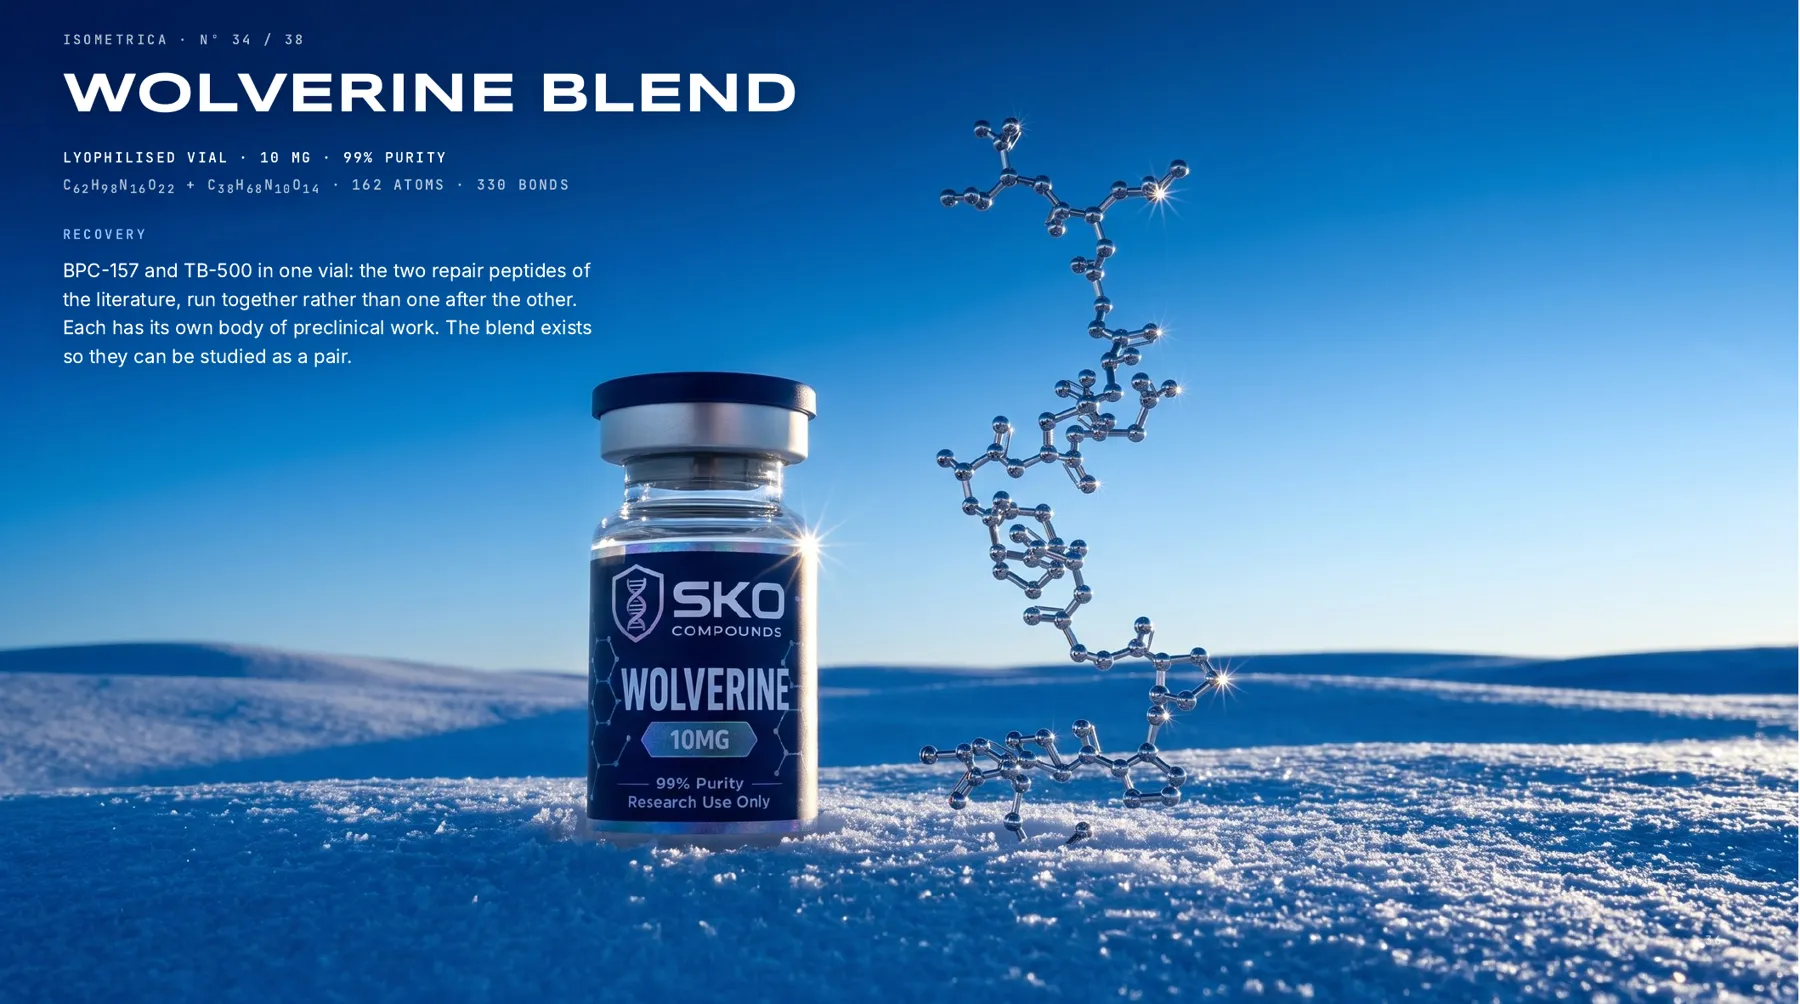 ISOMETRICA · N° 34 / 38
WOLVERINE BLEND
LYOPHILISED VIAL · 10 MG · 99% PURITY
C₆₂H₉₈N₁₆O₂₂ + C₃₈H₆₈N₁₀O₁₄ · 162 ATOMS · 330 BONDS
RECOVERY
BPC-157 and TB-500 in one vial: the two repair peptides of
the literature, run together rather than one after the other.
Each has its own body of preclinical work. The blend exists
so they can be studied as a pair.
SKO
COMPOUNDS
WOLVERINE
10MG
99% Purity
Research Use Only